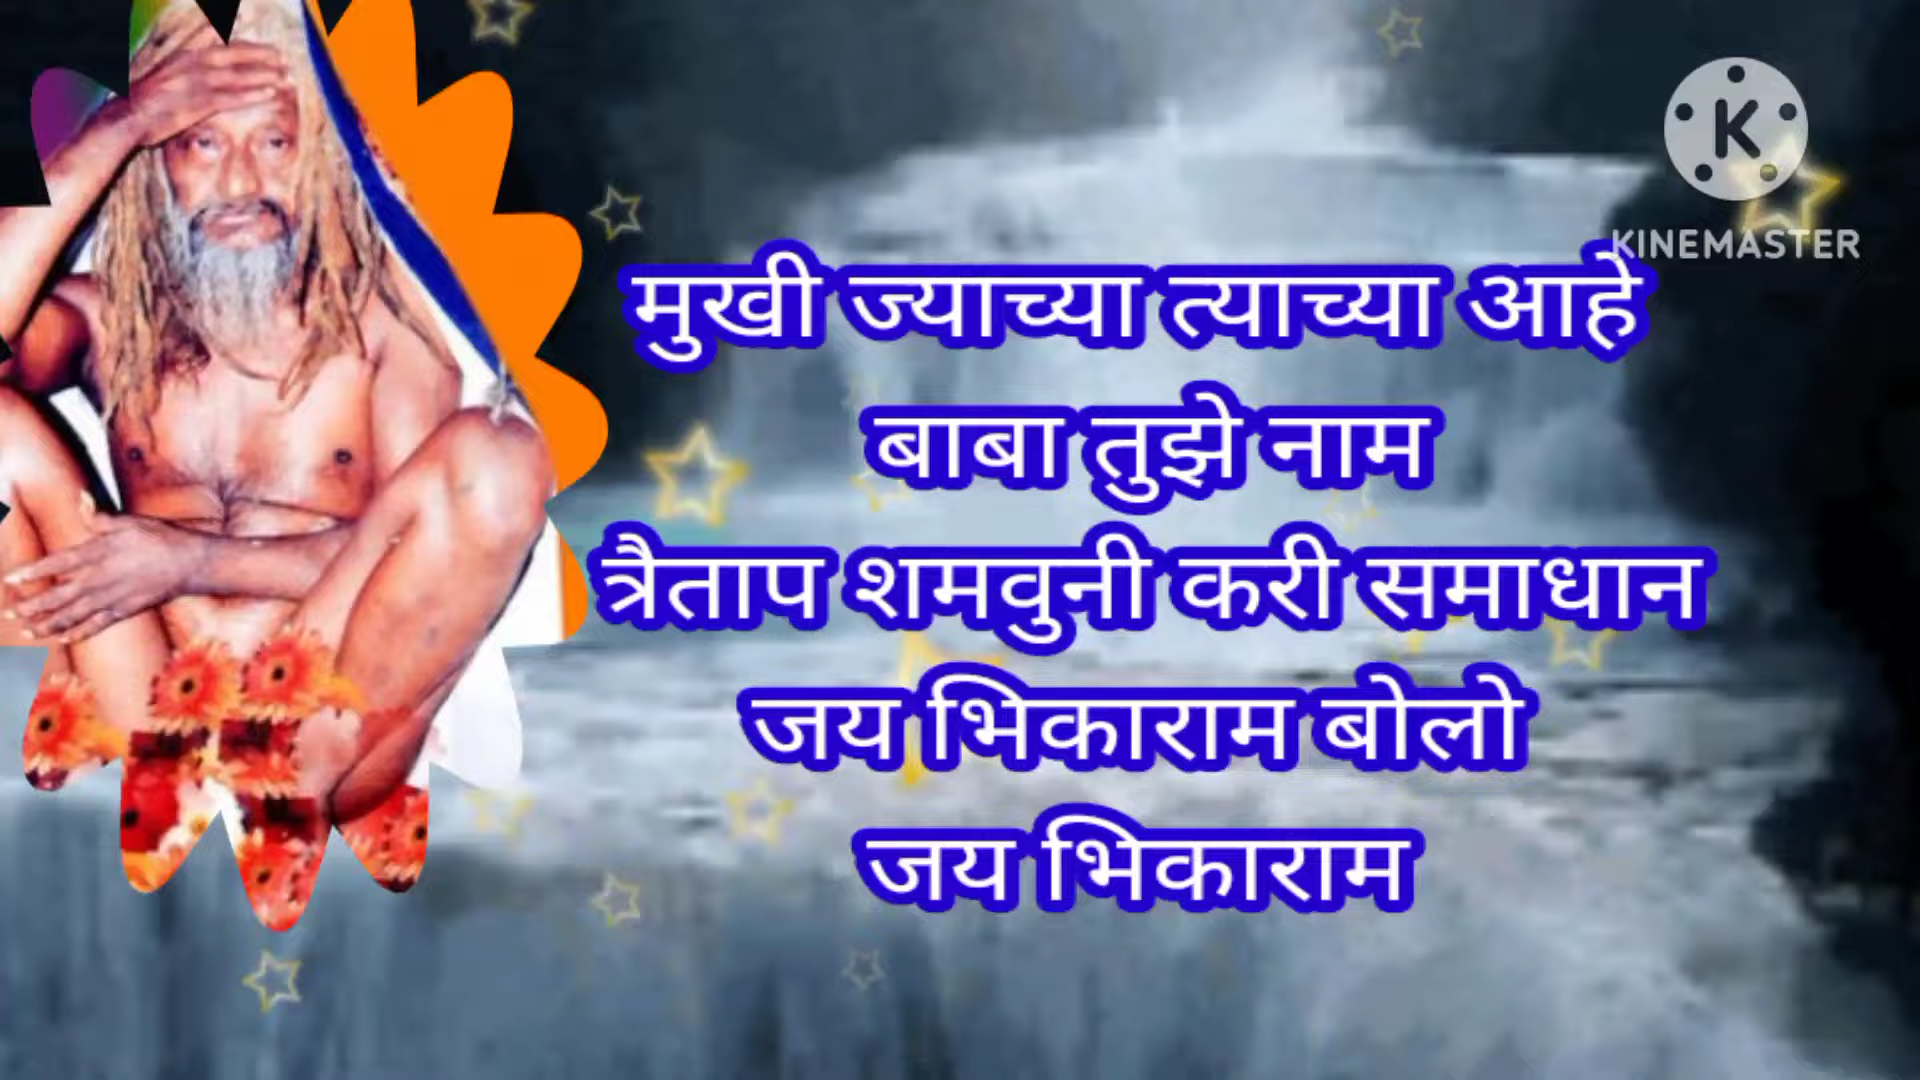 KINEMASTER
मुखी ज्याच्या त्याच्या आहे
बाबा तुझे नाम
त्रैताप शमवुनी करी समाधान
जय भिकाराम बोलो
जय भिकाराम